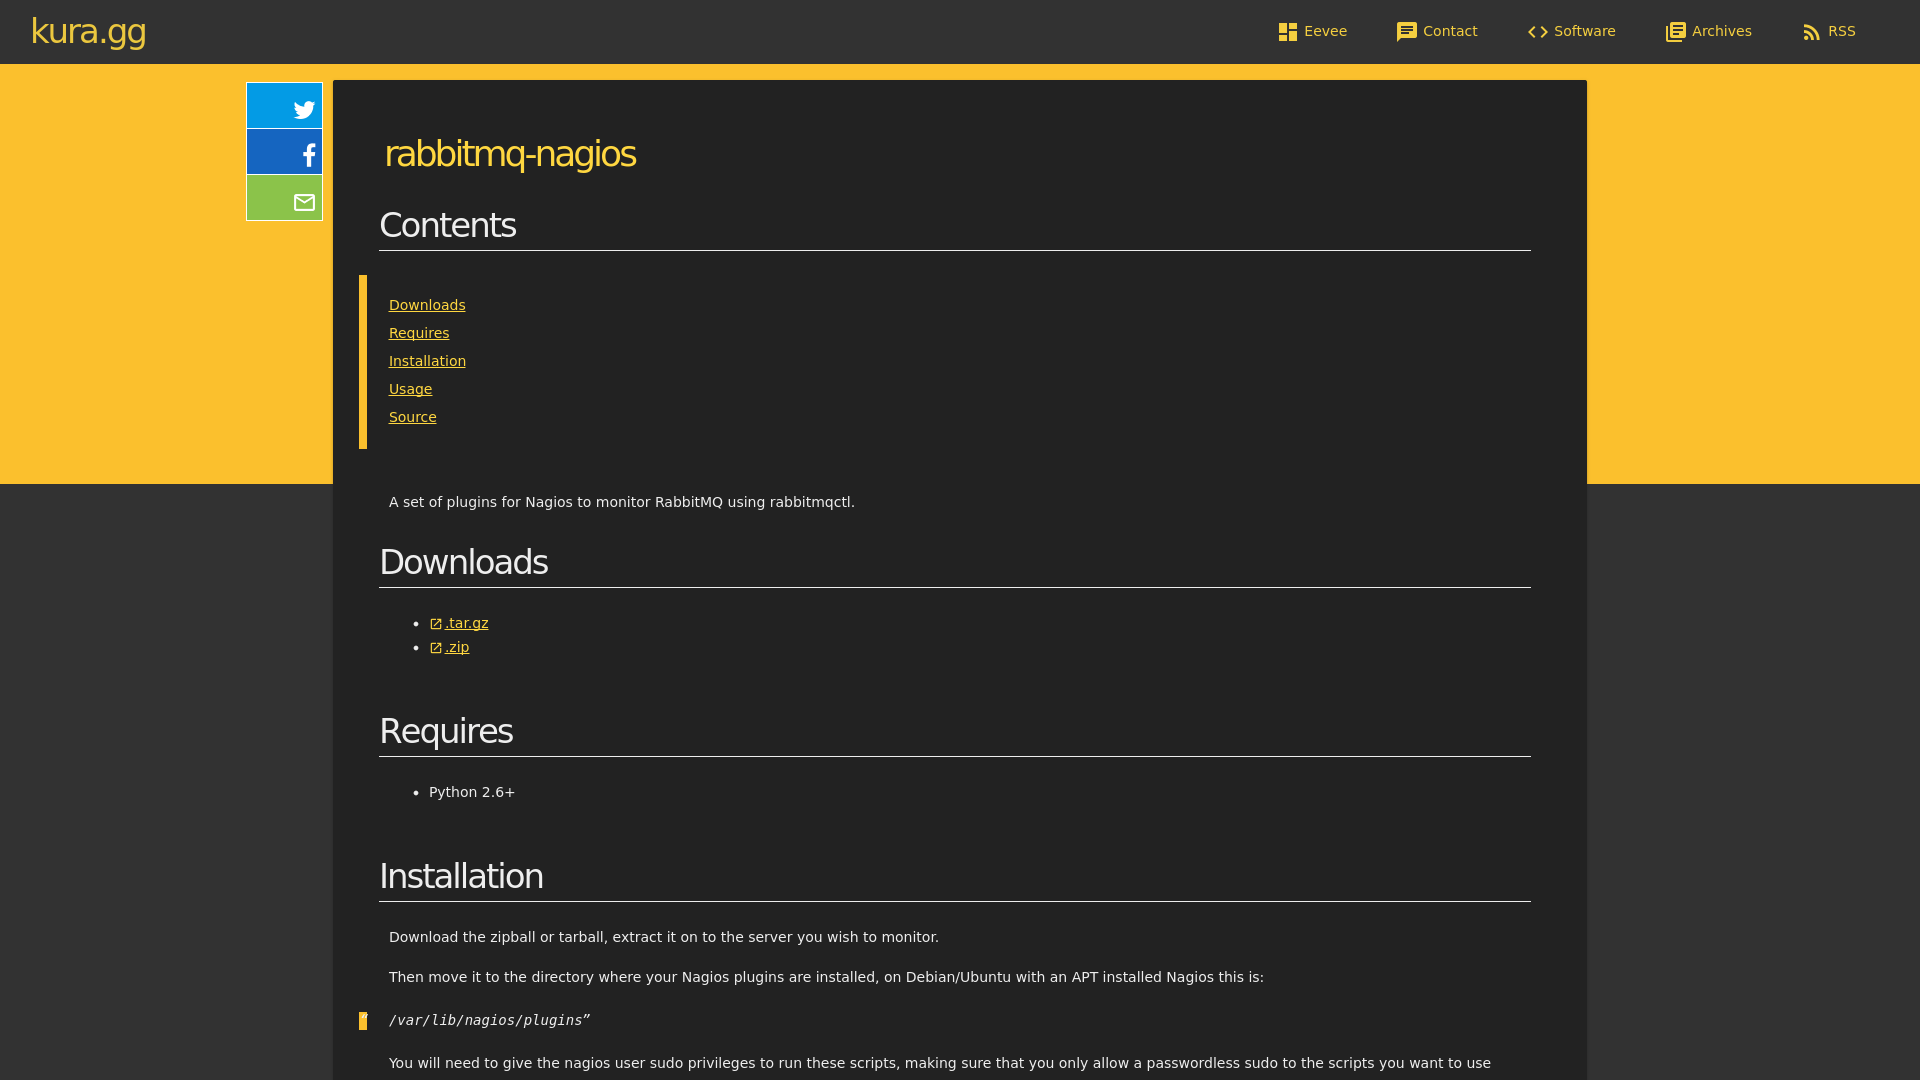 kura.gg
Eevee
Contact
Software
Archives
RSS
rabbitmq-nagios
Contents
Downloads
Requires
Installation
Usage
Source
A set of plugins for Nagios to monitor RabbitMQ using rabbitmqctl.
Downloads
.tar.gz
.zip
Requires
Python 2.6+
Installation
Download the zipball or tarball, extract it on to the server you wish to monitor.
Then move it to the directory where your Nagios plugins are installed, on Debian/Ubuntu with an APT installed Nagios this is:
“ /var/lib/nagios/plugins”
You will need to give the nagios user sudo privileges to run these scripts, making sure that you only allow a passwordless sudo to the scripts you want to use